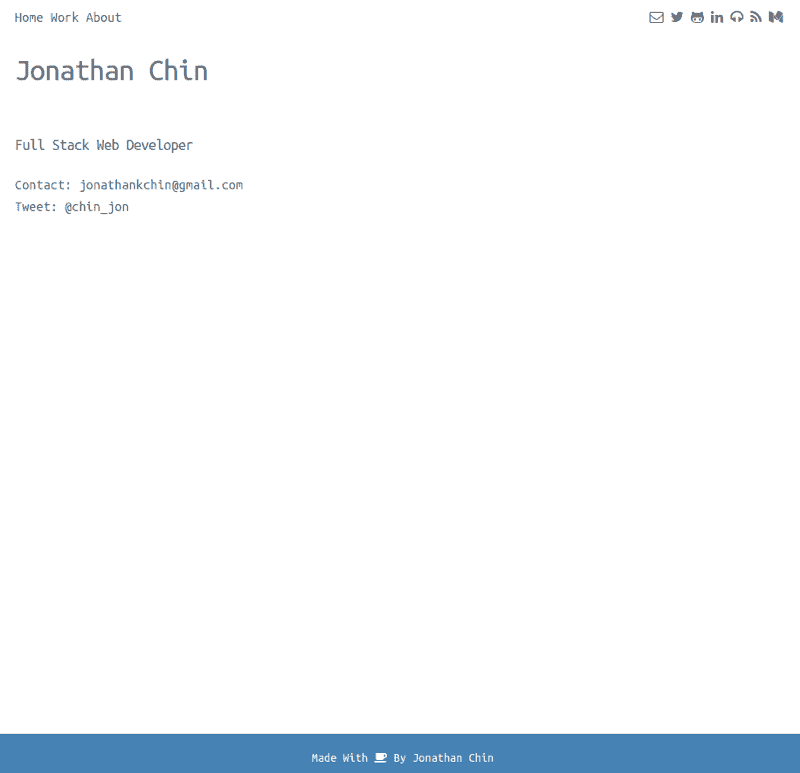 Home Work About
Jonathan Chin
Full Stack Web Developer
Contact: jonathankchin@gmail.com
Tweet: @chin_jon
Made With By Jonathan Chin